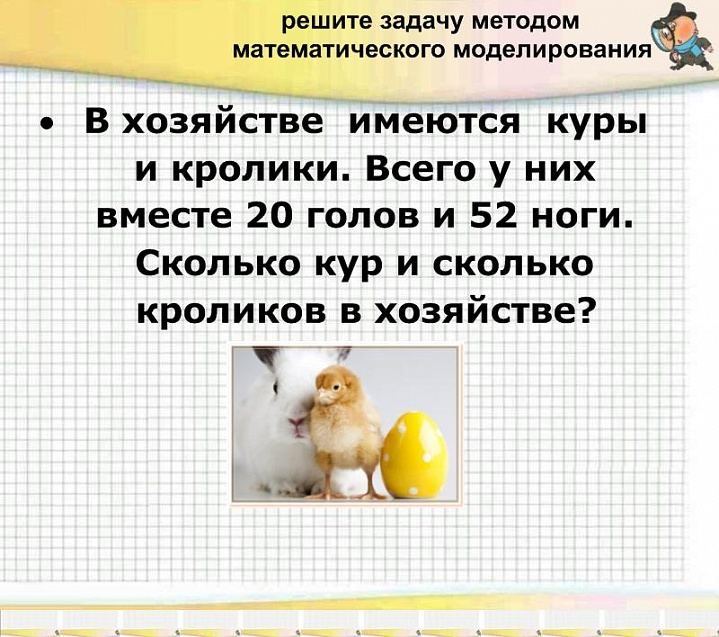 решите задачу методом
математического моделирования
• В хозяйстве имеются куры
и кролики. Всего у них
вместе 20 голов и 52 ноги.
Сколько кур и сколько
кроликов в хозяйстве?